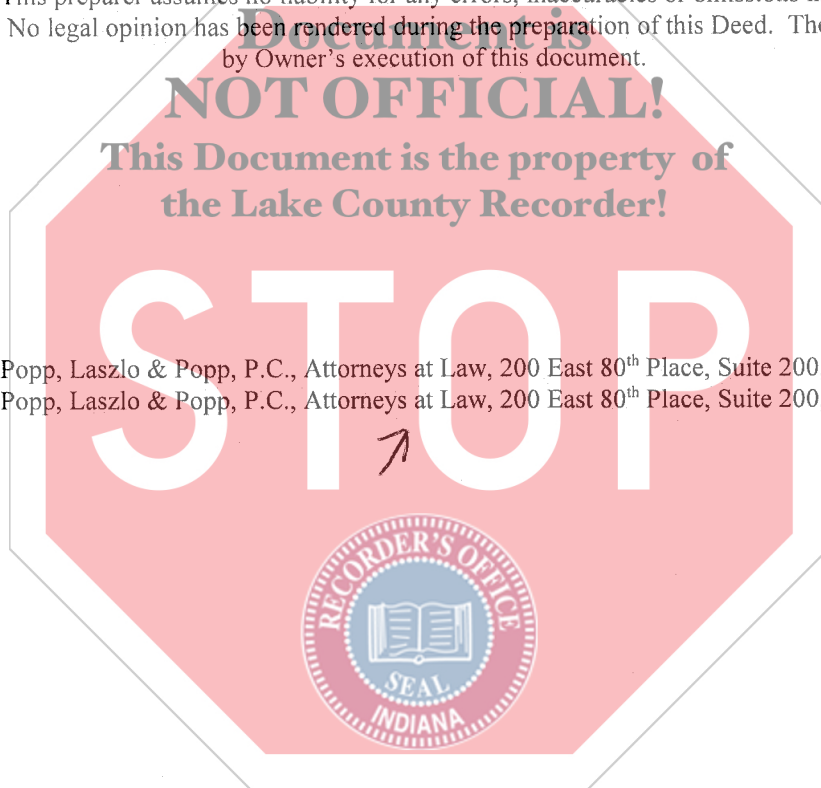 This preparer assumes no liability for any errors, inaccuracies or omissions
Document is
No legal opinion has been rendered during the preparation of this Deed. The
by Owner's execution of this document.
NOT OFFICIAL!
This Document is the property of
the Lake County Recorder!
STOP
Popp, Laszlo & Popp, P.C., Attorneys at Law, 200 East 80th Place, Suite 200
Popp, Laszlo & Popp, P.C., Attorneys at Law, 200 East 80th Place, Suite 200
RECORDER'S OFFICE
SEAL
INDIANA